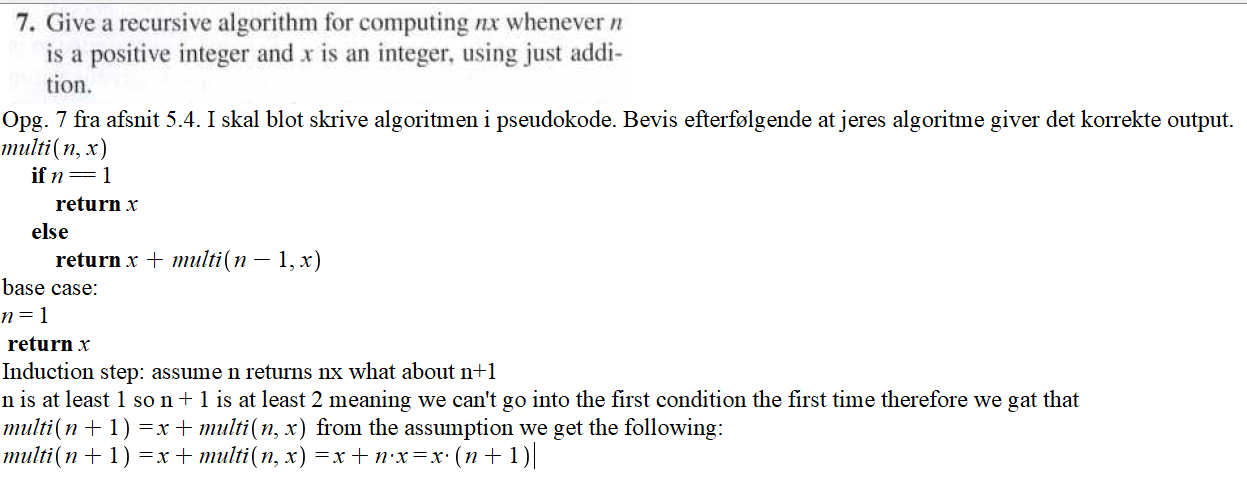 7. Give a recursive algorithm for computing nx whenever n
is a positive integer and x is an integer, using just addi-
tion.
Opg. 7 fra afsnit 5.4. I skal blot skrive algoritmen i pseudokode. Bevis efterfølgende at jeres algoritme giver det korrekte output.
multi(n, x)
if n == 1
return x
else
return x + multi(n − 1, x)
base case:
n = 1
return x
Induction step: assume n returns nx what about n+1
n is at least 1 so n + 1 is at least 2 meaning we can't go into the first condition the first time therefore we gat that
multi(n + 1) = x + multi(n, x) from the assumption we get the following:
multi(n + 1) = x + multi(n, x) = x + n·x = x· (n + 1)